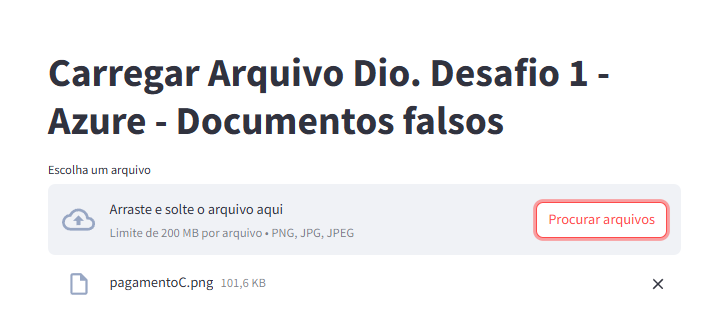 Carregar Arquivo Dio. Desafio 1 -
Azure - Documentos falsos
Escolha um arquivo
Arraste e solte o arquivo aqui
Limite de 200 MB por arquivo • PNG, JPG, JPEG
Procurar arquivos
pagamentoC.png 101,6 KB